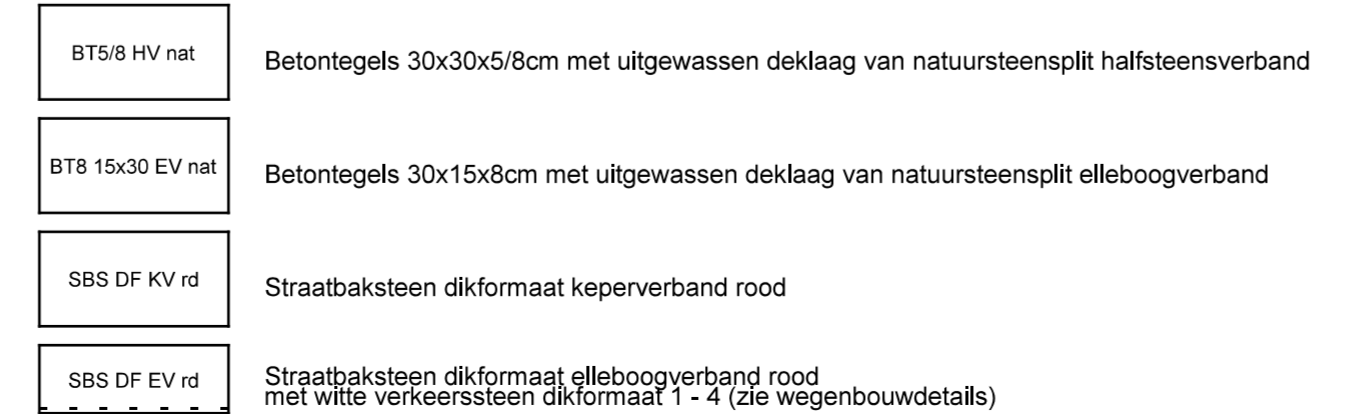 BT5/8 HV nat
Betontegels 30x30x5/8cm met uitgewassen deklaag van natuursteensplit halfsteensverband
BT8 15x30 EV nat
Betontegels 30x15x8cm met uitgewassen deklaag van natuursteensplit elleboogverband
SBS DF KV rd
Straatbaksteen dikformaat keperverband rood
SBS DF EV rd
Straatbaksteen dikformaat elleboogverband rood
met witte verkeerssteen dikformaat 1 - 4 (zie wegenbouwdetails)